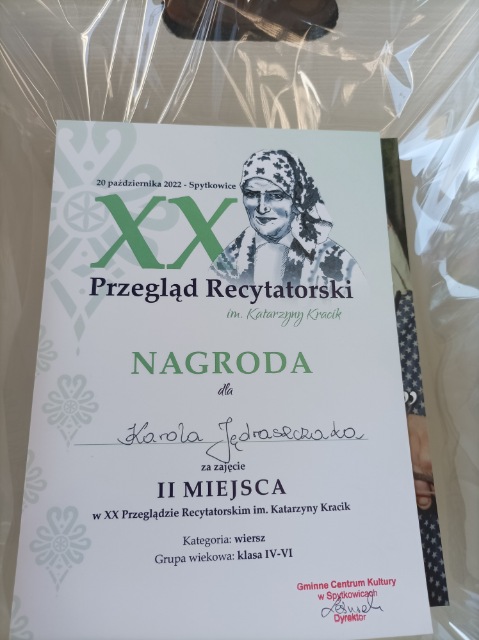 20 października 2022 - Spytkowice
XX
Przegląd Recytatorski
im. Katarzyny Kracik
NAGRODA
dla
Karola Jędraszczaka
za zajęcie
II MIEJSCA
w XX Przeglądzie Recytatorskim im. Katarzyny Kracik
Kategoria: wiersz
Grupa wiekowa: klasa IV-VI
Gminne Centrum Kultury
w Spytkowicach
Dyrektor